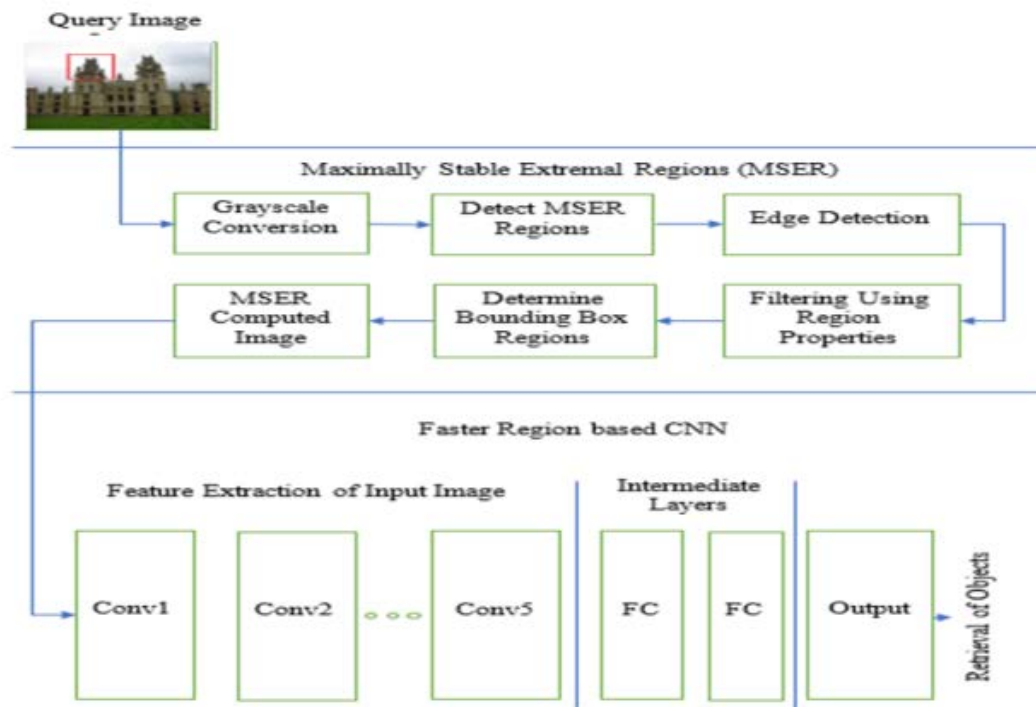 Query Image
Maximally Stable Extremal Regions (MSER)
Grayscale
Conversion
Detect MSER
Regions
Edge Detection
MSER
Computed
Image
Determine
Bounding Box
Regions
Filtering Using
Region
Properties
Faster Region based CNN
Feature Extraction of Input Image
Intermediate
Layers
Conv1
Conv2
Conv5
FC
FC
Output
Retrieval of Objects